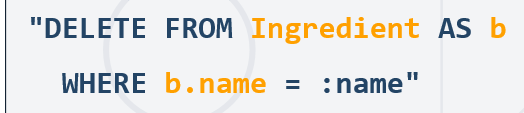 "DELETE FROM Ingredient AS b
WHERE b.name = :name"